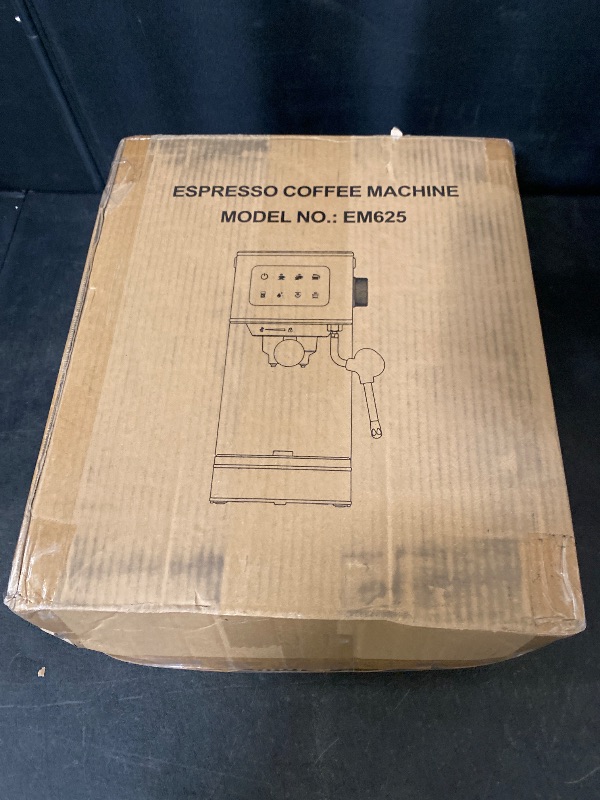 ESPRESSO COFFEE MACHINE
MODEL NO.: EM625